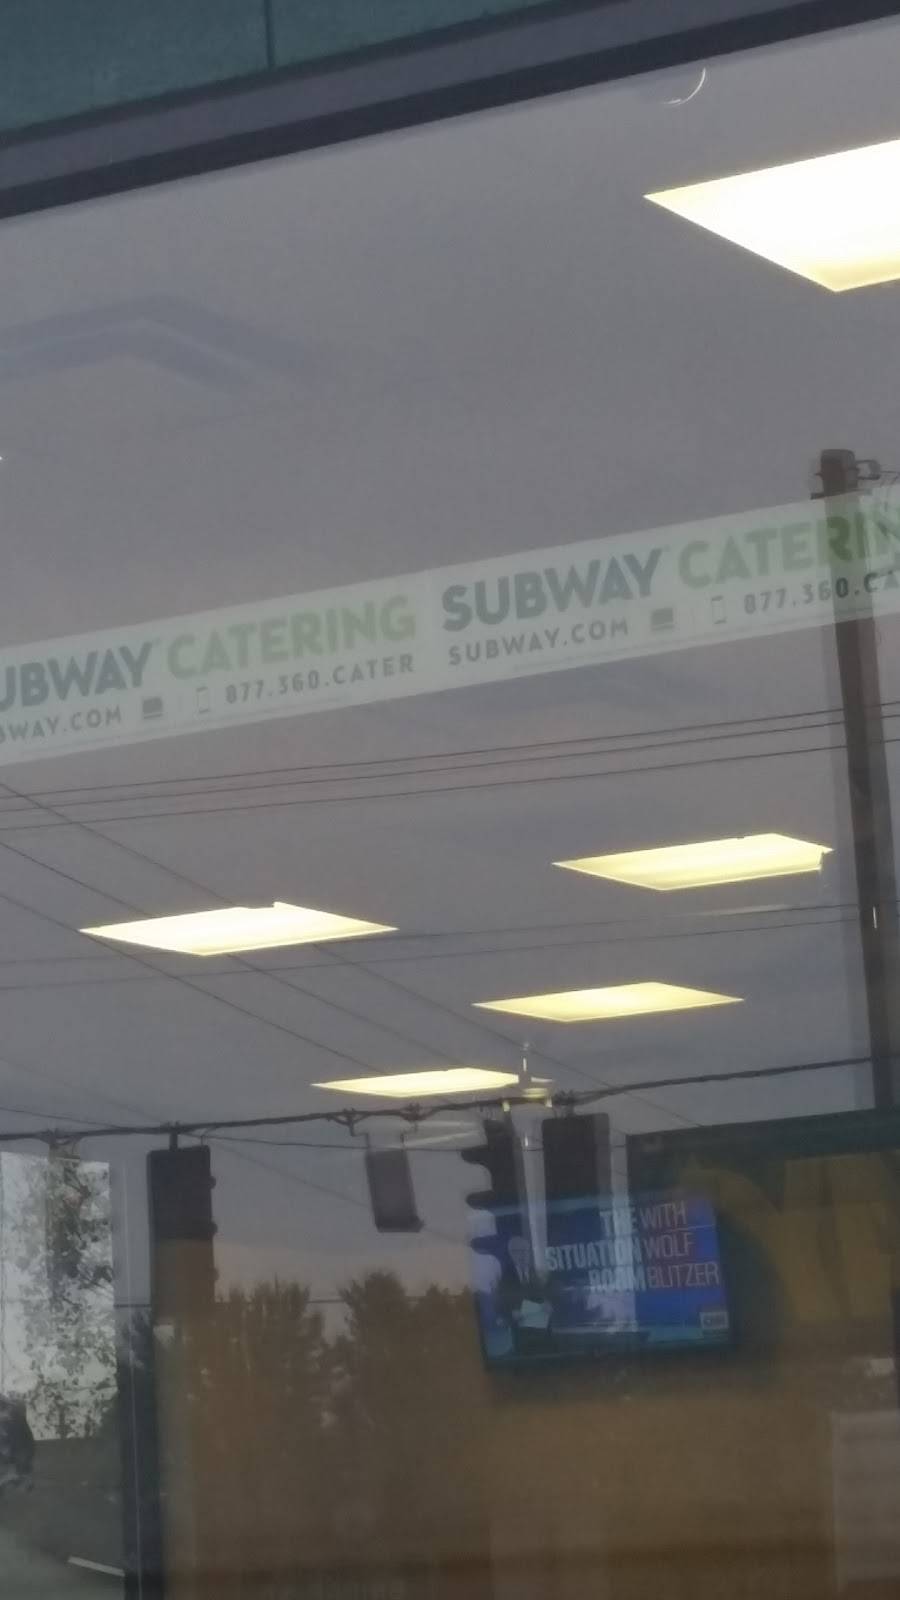 UBWAY CATERING
BWAY.COM 877.360.CATER
SUBWAY CATERIN
SUBWAY.COM 877.360.CA
THE WITH
SITUATION WOLF
ROOM BLITZER
CNN